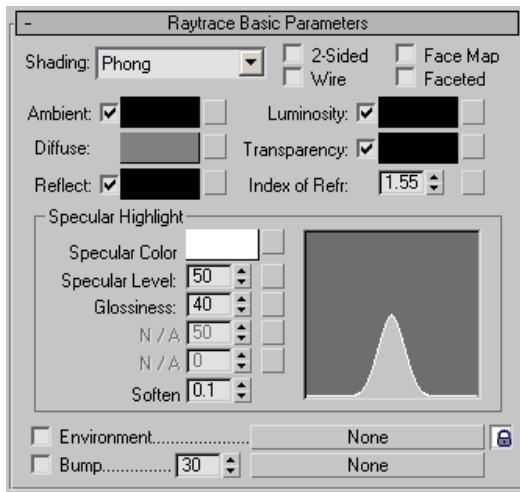 - Raytrace Basic Parameters
Shading: Phong 2-Sided Face Map
Wire Faceted
Ambient: Luminosity:
Diffuse: Transparency:
Reflect: Index of Refr: 1.55
Specular Highlight
Specular Color
Specular Level: 50
Glossiness: 40
N / A 50
N / A 0
Soften 0.1
Environment.................... None
Bump.............. 30 None